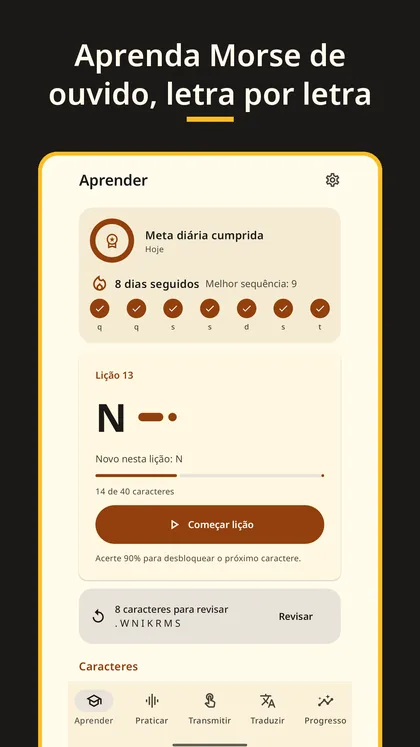 Aprenda Morse de
ouvido, letra por letra
Aprender
Meta diária cumprida
Hoje
8 dias seguidos Melhor sequência: 9
q q s s d s t
Lição 13
N
Novo nesta lição: N
14 de 40 caracteres
Começar lição
Acerte 90% para desbloquear o próximo caractere.
8 caracteres para revisar
. W N I K R M S
Revisar
Caracteres
Aprender Praticar Transmitir Traduzir Progresso